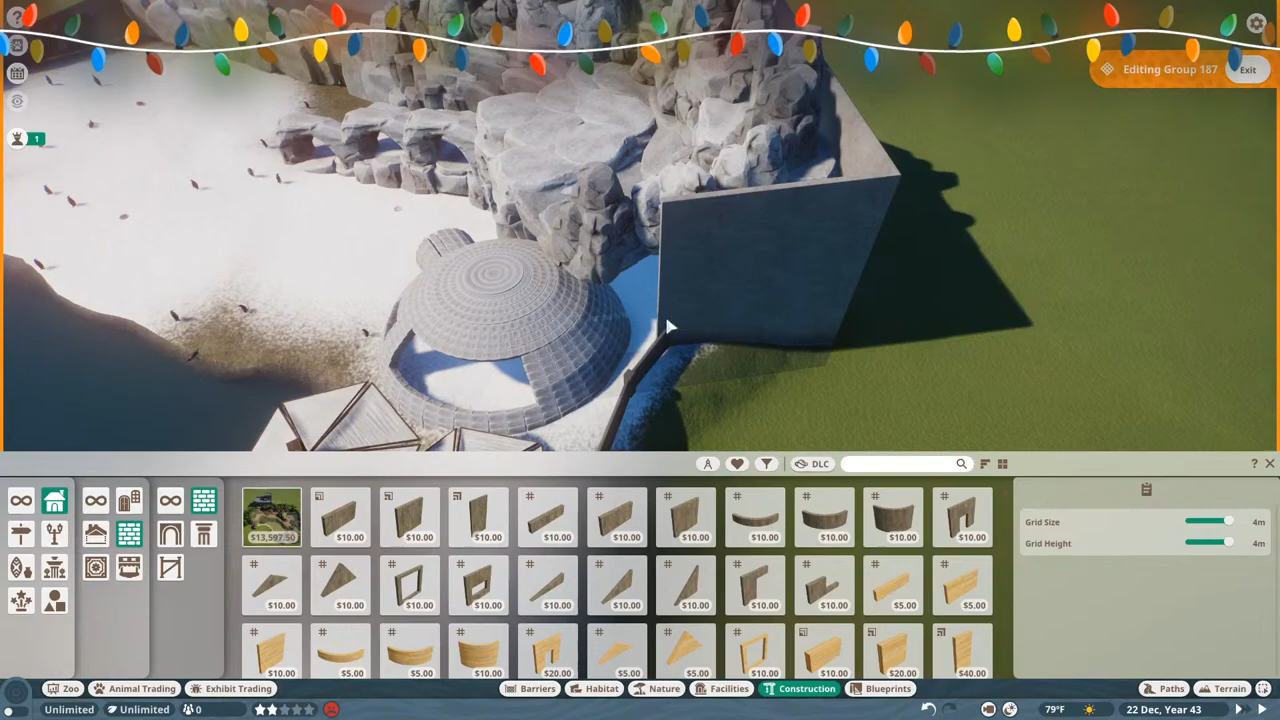 ?
Editing Group 187
Exit
1
DLC
?
$13,597.50
$10.00
$10.00
$10.00
$10.00
$10.00
$10.00
$10.00
$10.00
$10.00
$10.00
Grid Size
4m
Grid Height
4m
$10.00
$10.00
$10.00
$10.00
$10.00
$10.00
$10.00
$10.00
$10.00
$5.00
$5.00
$10.00
$5.00
$5.00
$5.00
$20.00
$5.00
$5.00
$10.00
$10.00
$20.00
$40.00
Zoo
Animal Trading
Exhibit Trading
Barriers
Habitat
Nature
Facilities
Construction
Blueprints
Paths
Terrain
Unlimited
Unlimited
0
79°F
22 Dec, Year 43